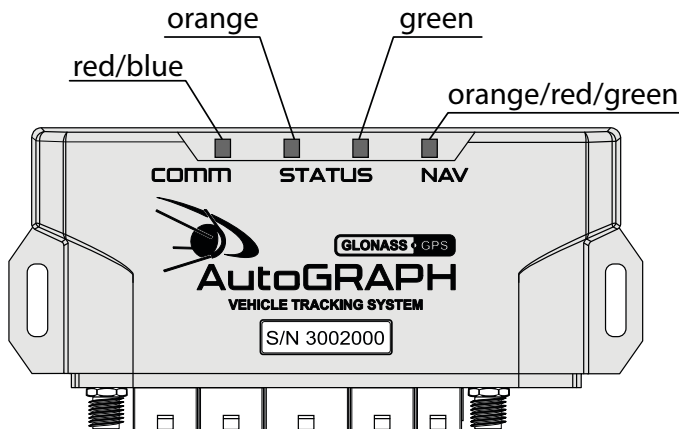 orange
green
red/blue
orange/red/green
COMM
STATUS
NAV
GLONASS GPS
AutoGRAPH
VEHICLE TRACKING SYSTEM
S/N 3002000